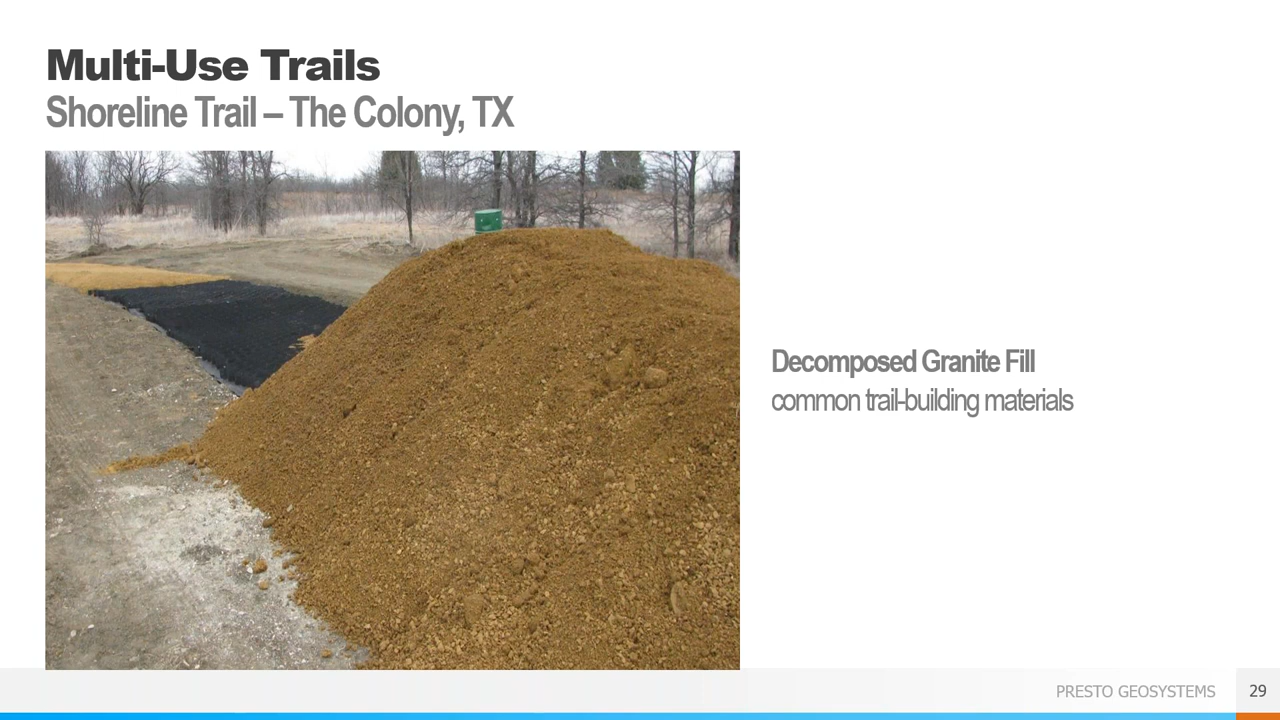 Multi-Use Trails
Shoreline Trail – The Colony, TX
Decomposed Granite Fill
common trail-building materials
PRESTO GEOSYSTEMS
29